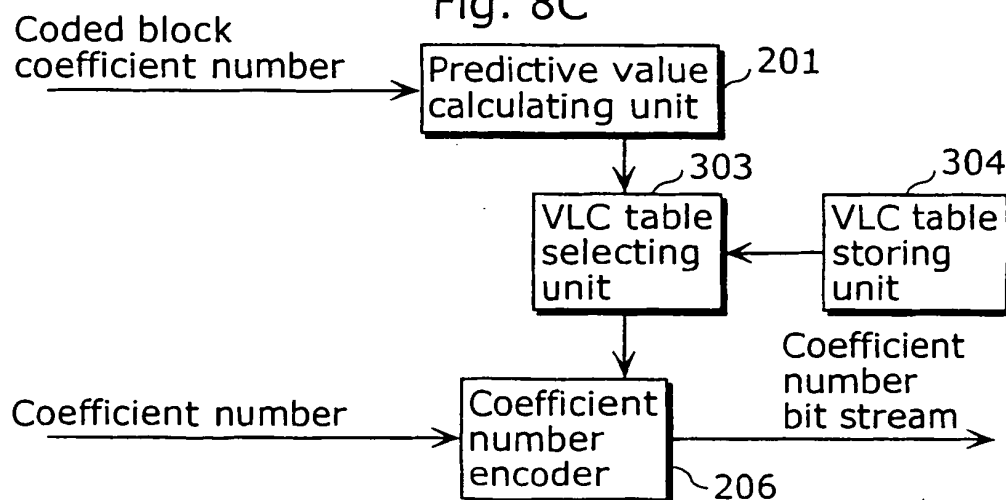 Fig. 8C
Coded block
coefficient number
Predictive value
calculating unit
201
303
304
VLC table
selecting
unit
VLC table
storing
unit
Coefficient number
Coefficient
number
encoder
206
Coefficient
number
bit stream